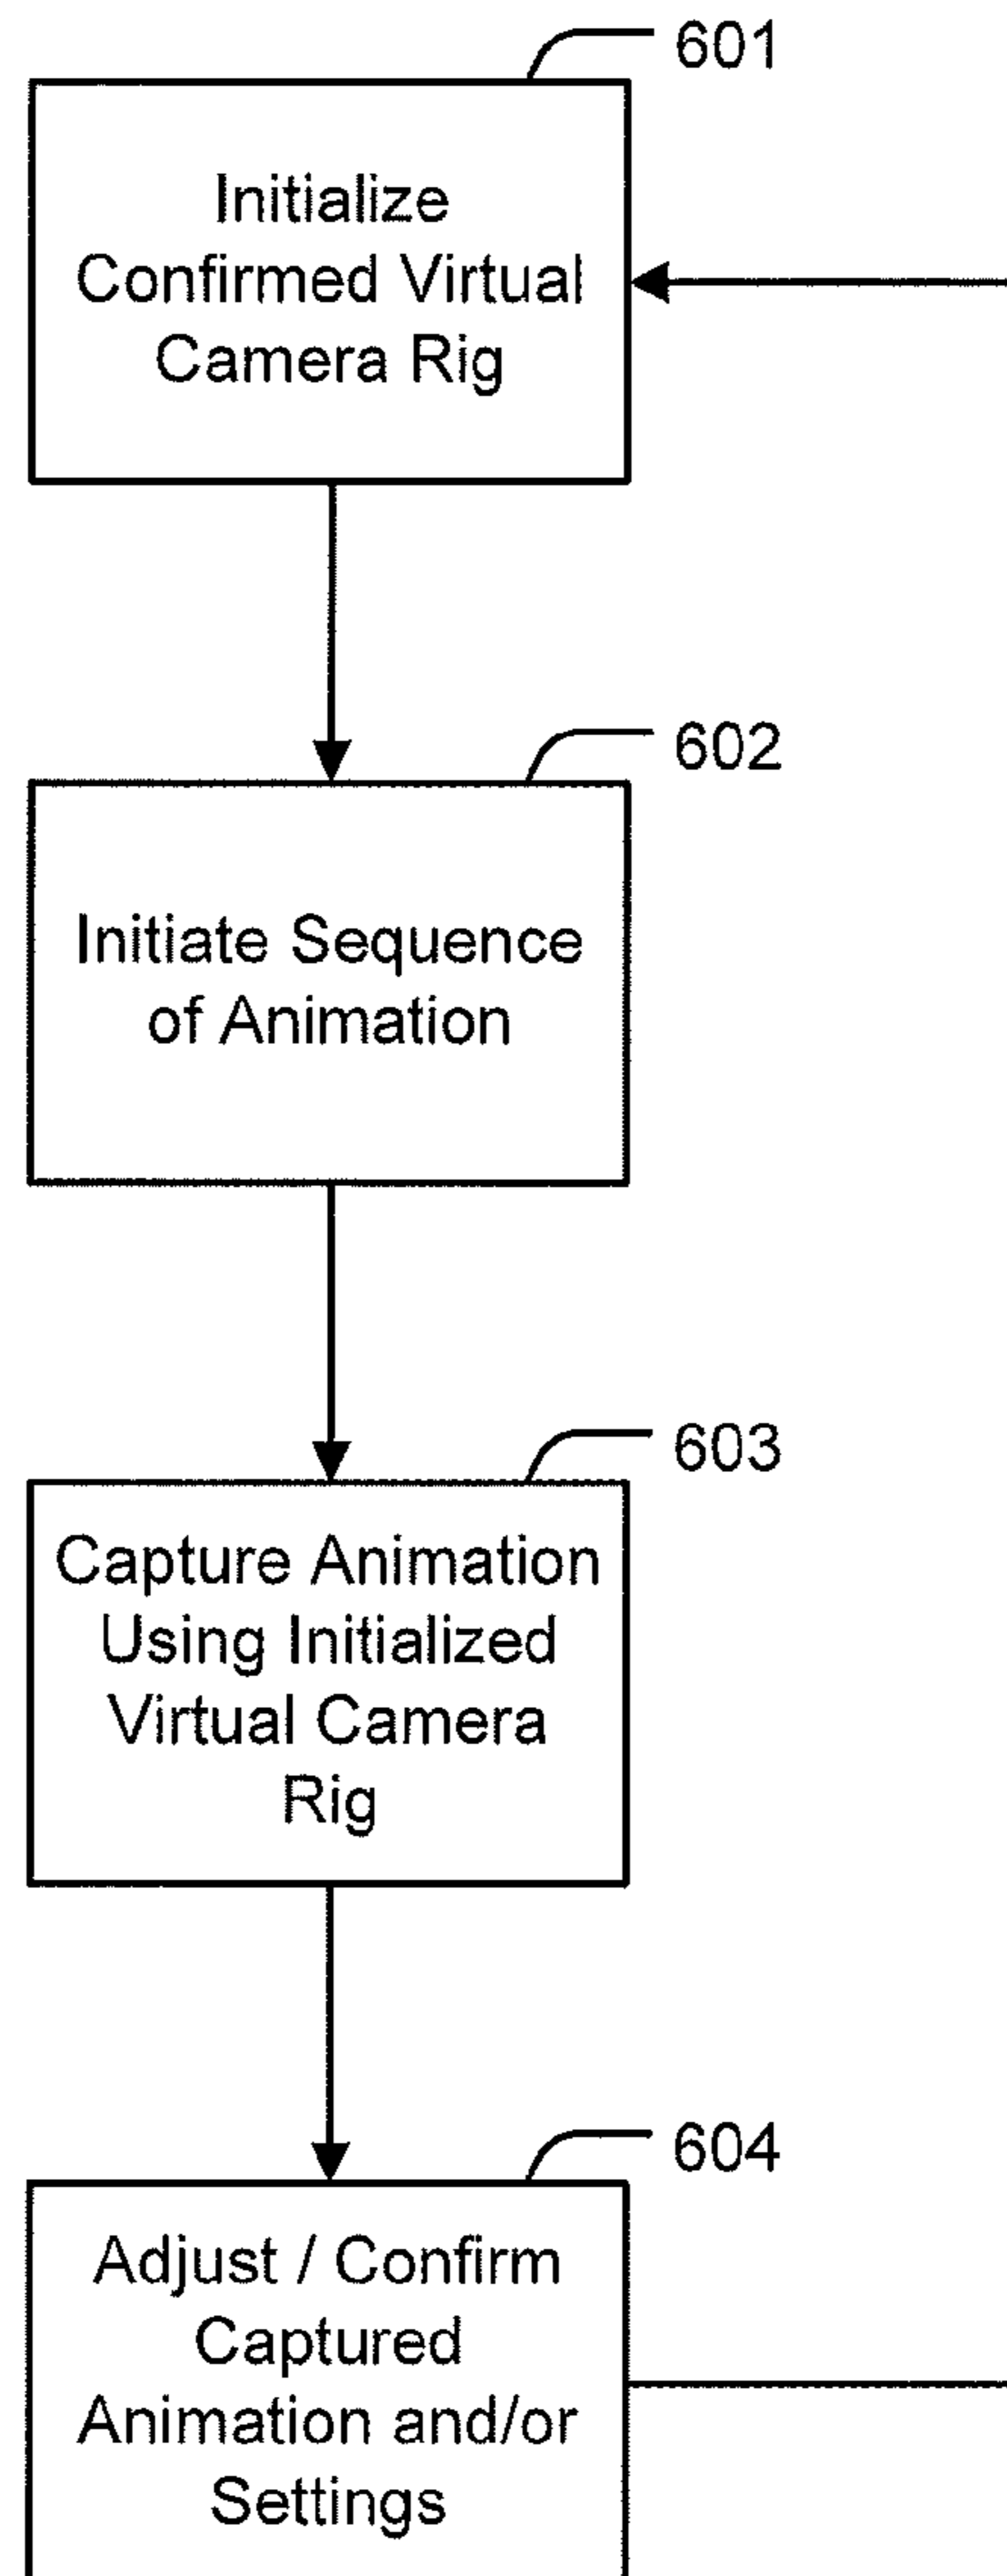 601
Initialize
Confirmed Virtual
Camera Rig
602
Initiate Sequence
of Animation
603
Capture Animation
Using Initialized
Virtual Camera
Rig
604
Adjust / Confirm
Captured
Animation and/or
Settings